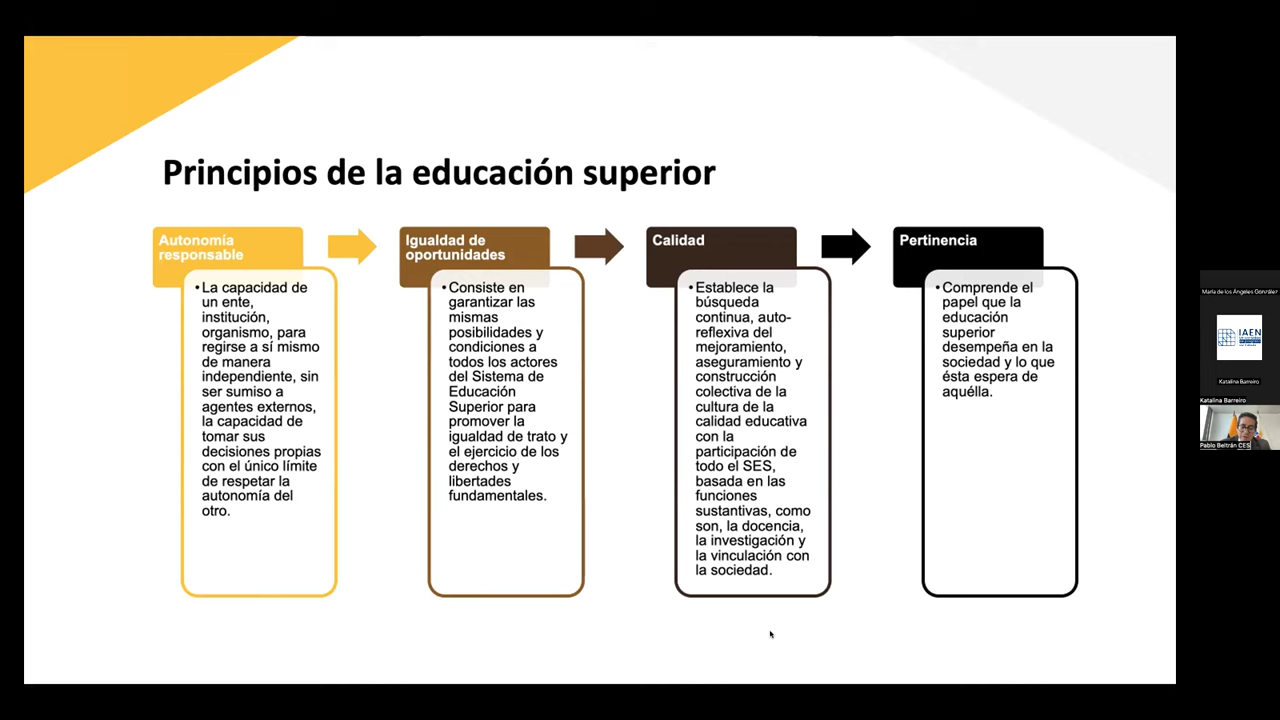 Principios de la educación superior
Autonomía
responsable
•La capacidad de
un ente,
institución,
organismo, para
regirse a sí mismo
de manera
independiente, sin
ser sumiso a
agentes externos,
la capacidad de
tomar sus
decisiones propias
con el único límite
de respetar la
autonomía del
otro.
Igualdad de
oportunidades
•Consiste en
garantizar las
mismas
posibilidades y
condiciones a
todos los actores
del Sistema de
Educación
Superior para
promover la
igualdad de trato y
el ejercicio de los
derechos y
libertades
fundamentales.
Calidad
•Establece la
búsqueda
continua, auto-
reflexiva del
mejoramiento,
aseguramiento y
construcción
colectiva de la
cultura de la
calidad educativa
con la
participación de
todo el SES,
basada en las
funciones
sustantivas, como
son, la docencia,
la investigación y
la vinculación con
la sociedad.
Pertinencia
•Comprende el
papel que la
educación
superior
desempeña en la
sociedad y lo que
ésta espera de
aquélla.
María de los Ángeles González
IAEN
Katalina Barreiro
Katalina Barreiro
Pablo Beltrán CES